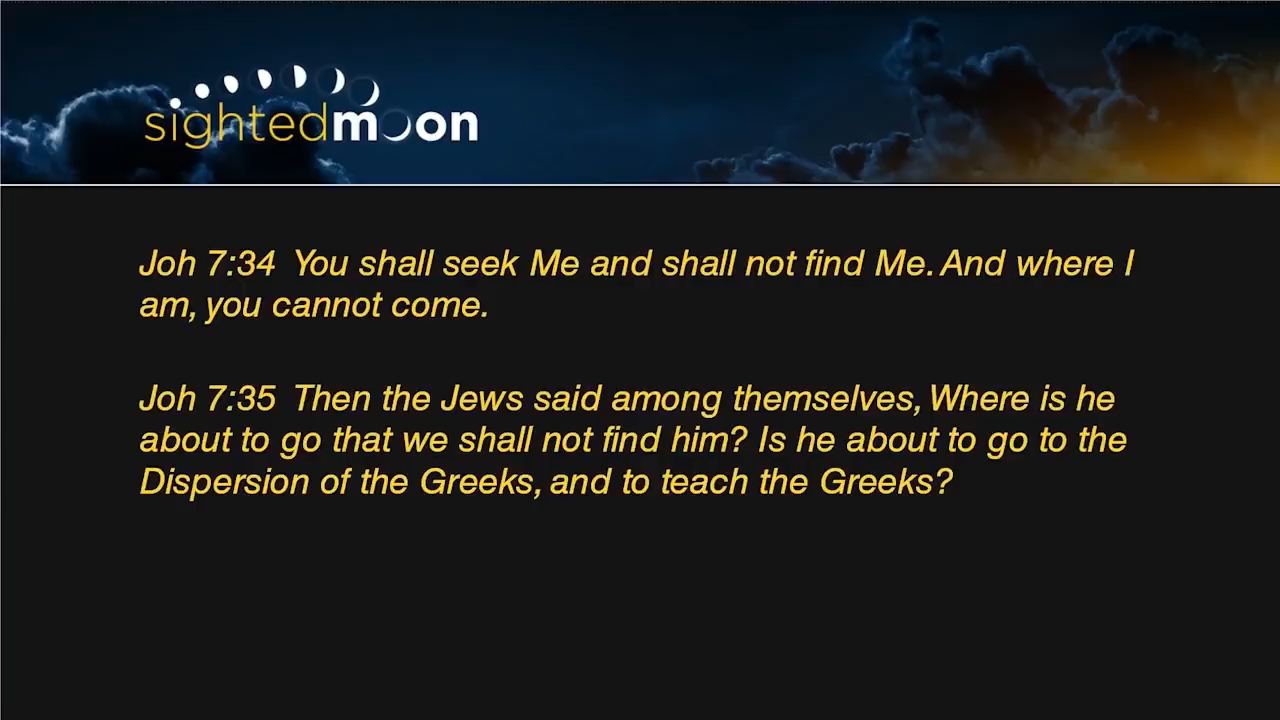 sightedmoon
Joh 7:34 You shall seek Me and shall not find Me. And where I
am, you cannot come.
Joh 7:35 Then the Jews said among themselves, Where is he
about to go that we shall not find him? Is he about to go to the
Dispersion of the Greeks, and to teach the Greeks?